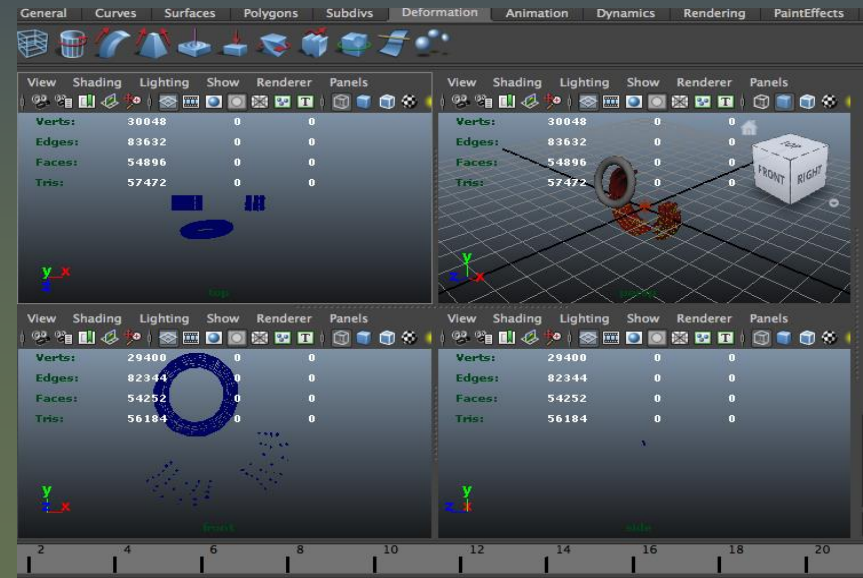 General Curves Surfaces Polygons Subdivs Deformation Animation Dynamics Rendering PaintEffects
View Shading Lighting Show Renderer Panels
T
Verts: 30048 0 0
Edges: 83632 0 0
Faces: 54896 0 0
Tris: 57472 0 0
y x
z
top
View Shading Lighting Show Renderer Panels
T
Verts: 30048 0 0
Edges: 83632 0 0
Faces: 54896 0 0
Tris: 57472 0 0
TOP
FRONT RIGHT
y
z x
persp
View Shading Lighting Show Renderer Panels
T
Verts: 29400 0 0
Edges: 82344 0 0
Faces: 54252 0 0
Tris: 56184 0 0
y
z x
front
View Shading Lighting Show Renderer Panels
T
Verts: 29400 0 0
Edges: 82344 0 0
Faces: 54252 0 0
Tris: 56184 0 0
y
z x
side
2 4 6 8 10 12 14 16 18 20